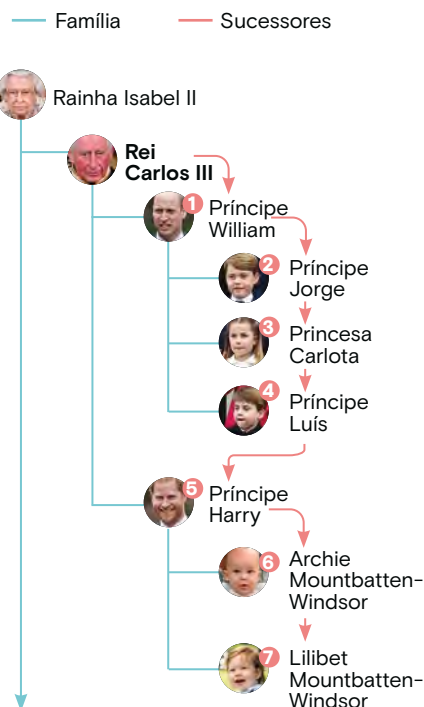 Família
Sucessores
Rainha Isabel II
Rei
Carlos III
1
Príncipe
William
2
Príncipe
Jorge
3
Princesa
Carlota
4
Príncipe
Luís
5
Príncipe
Harry
6
Archie
Mountbatten-
Windsor
7
Lilibet
Mountbatten-
Windsor